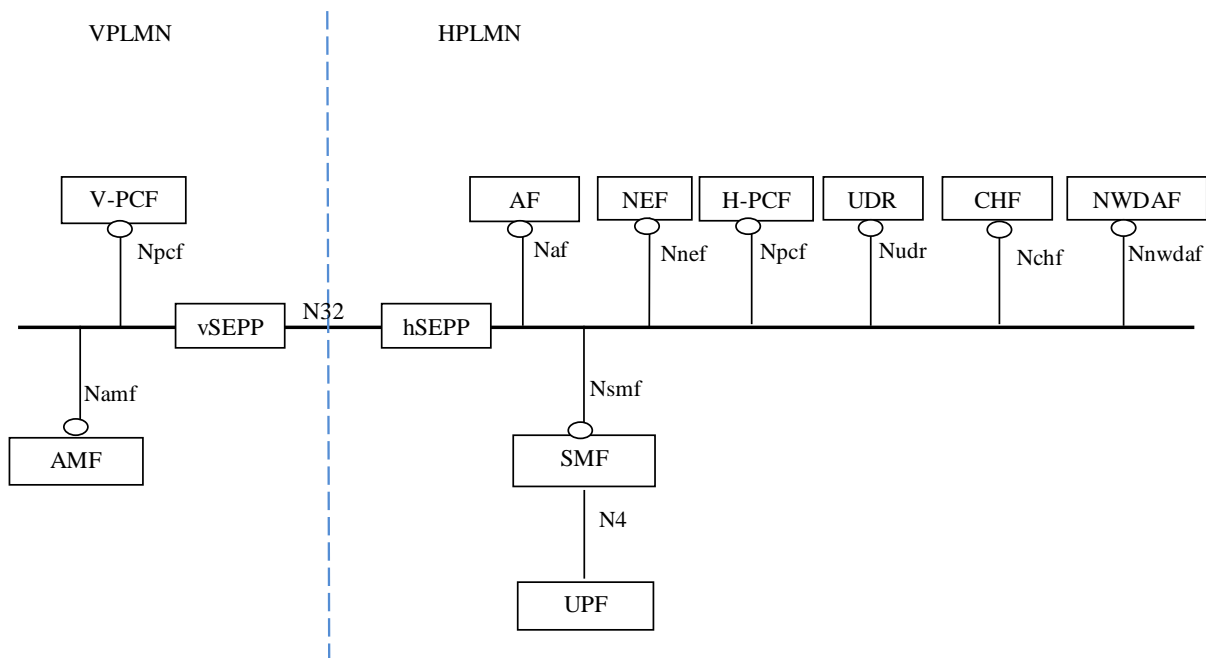 VPLMN
HPLMN
V-PCF
AF
NEF
H-PCF
UDR
CHF
NWDAF
Npcf
Naf
Nnef
Npcf
Nudr
Nchf
Nnwdaf
vSEPP
N32
hSEPP
Namf
Nsmf
AMF
SMF
N4
UPF